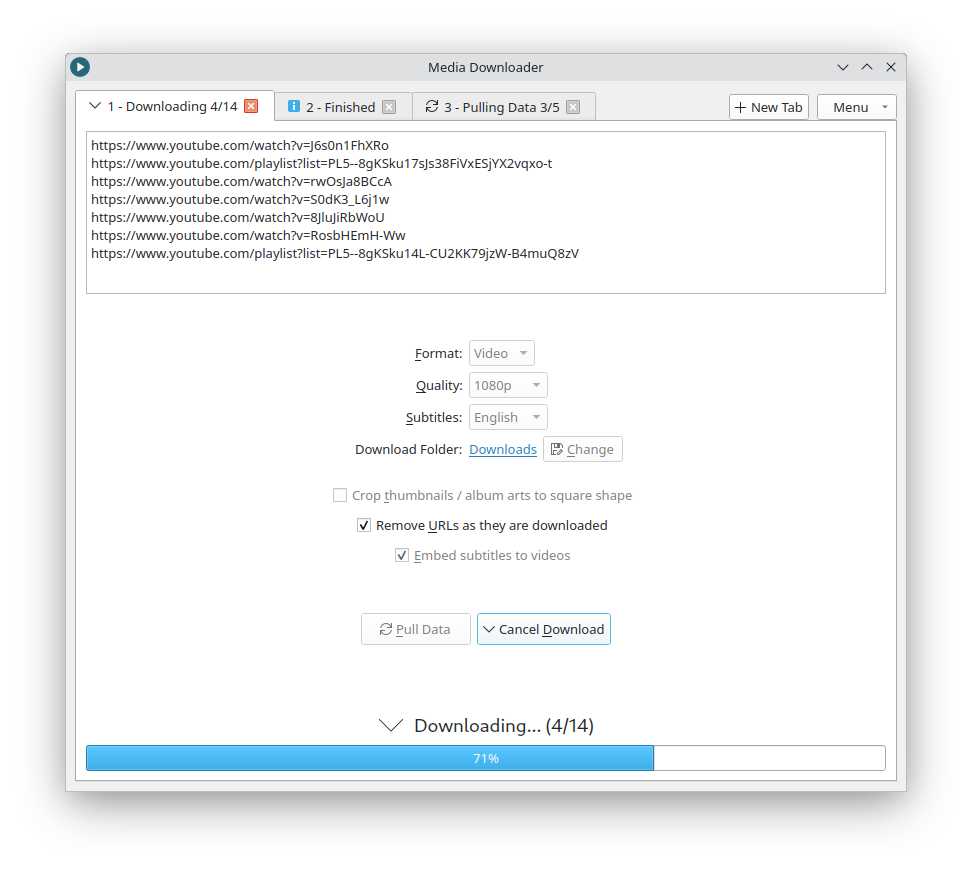 Media Downloader
1 - Downloading 4/14
2 - Finished
3 - Pulling Data 3/5
New Tab
Menu
https://www.youtube.com/watch?v=J6s0n1FhXRo
https://www.youtube.com/playlist?list=PL5--8gKSku17sJs38FiVxESjYX2vqxo-t
https://www.youtube.com/watch?v=rwOsJa8BCcA
https://www.youtube.com/watch?v=S0dK3_L6j1w
https://www.youtube.com/watch?v=8JluJiRbWoU
https://www.youtube.com/watch?v=RosbHEmH-Ww
https://www.youtube.com/playlist?list=PL5--8gKSku14L-CU2KK79jzW-B4muQ8zV
Format: Video
Quality: 1080p
Subtitles: English
Download Folder: Downloads Change
Crop thumbnails / album arts to square shape
Remove URLs as they are downloaded
Embed subtitles to videos
Pull Data
Cancel Download
Downloading... (4/14)
71%